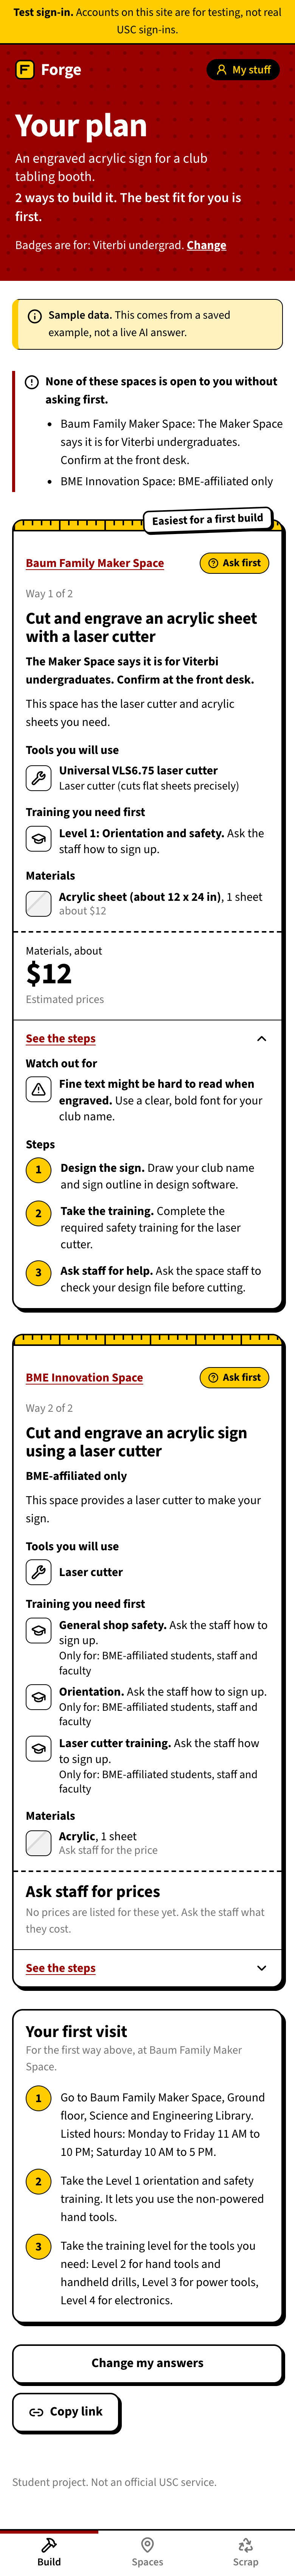 Test sign-in. Accounts on this site are for testing, not real
USC sign-ins.
Forge
My stuff
Your plan
An engraved acrylic sign for a club
tabling booth.
2 ways to build it. The best fit for you is
first.
Badges are for: Viterbi undergrad. Change
Sample data. This comes from a saved
example, not a live AI answer.
None of these spaces is open to you without
asking first.
• Baum Family Maker Space: The Maker Space
says it is for Viterbi undergraduates.
Confirm at the front desk.
• BME Innovation Space: BME-affiliated only
Easiest for a first build
Baum Family Maker Space
Ask first
Way 1 of 2
Cut and engrave an acrylic sheet
with a laser cutter
The Maker Space says it is for Viterbi
undergraduates. Confirm at the front desk.
This space has the laser cutter and acrylic
sheets you need.
Tools you will use
Universal VLS6.75 laser cutter
Laser cutter (cuts flat sheets precisely)
Training you need first
Level 1: Orientation and safety. Ask the
staff how to sign up.
Materials
Acrylic sheet (about 12 x 24 in), 1 sheet
about $12
Materials, about
$12
Estimated prices
See the steps
Watch out for
Fine text might be hard to read when
engraved. Use a clear, bold font for your
club name.
Steps
1 Design the sign. Draw your club name
and sign outline in design software.
2 Take the training. Complete the
required safety training for the laser
cutter.
3 Ask staff for help. Ask the space staff to
check your design file before cutting.
BME Innovation Space
Ask first
Way 2 of 2
Cut and engrave an acrylic sign
using a laser cutter
BME-affiliated only
This space provides a laser cutter to make your
sign.
Tools you will use
Laser cutter
Training you need first
General shop safety. Ask the staff how to
sign up.
Only for: BME-affiliated students, staff and
faculty
Orientation. Ask the staff how to sign up.
Only for: BME-affiliated students, staff and
faculty
Laser cutter training. Ask the staff how
to sign up.
Only for: BME-affiliated students, staff and
faculty
Materials
Acrylic, 1 sheet
Ask staff for the price
Ask staff for prices
No prices are listed for these yet. Ask the staff what
they cost.
See the steps
Your first visit
For the first way above, at Baum Family Maker
Space.
1 Go to Baum Family Maker Space, Ground
floor, Science and Engineering Library.
Listed hours: Monday to Friday 11 AM to
10 PM; Saturday 10 AM to 5 PM.
2 Take the Level 1 orientation and safety
training. It lets you use the non-powered
hand tools.
3 Take the training level for the tools you
need: Level 2 for hand tools and
handheld drills, Level 3 for power tools,
Level 4 for electronics.
Change my answers
Copy link
Student project. Not an official USC service.
Build
Spaces
Scrap